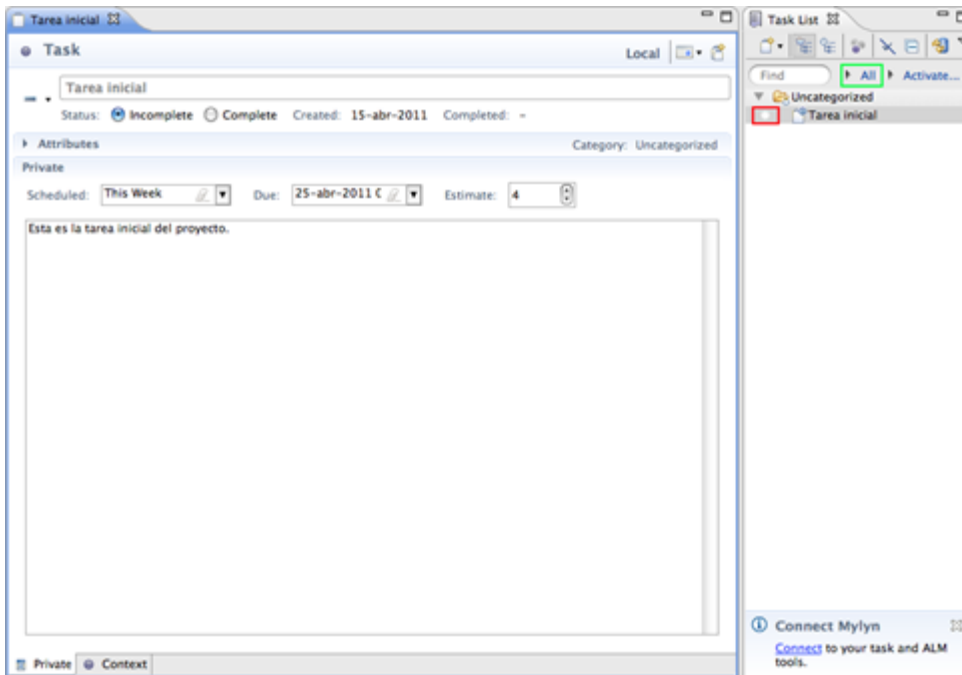 Tarea inicial
Task
Local
Tarea inicial
Status: Incomplete Complete Created: 15-abr-2011 Completed: -
Attributes
Category: Uncategorized
Private
Scheduled: This Week Due: 25-abr-2011 Estimate: 4
Esta es la tarea inicial del proyecto.
Private Context
Task List
Find All Activate...
Uncategorized
Tarea inicial
Connect Mylyn
Connect to your task and ALM
tools.